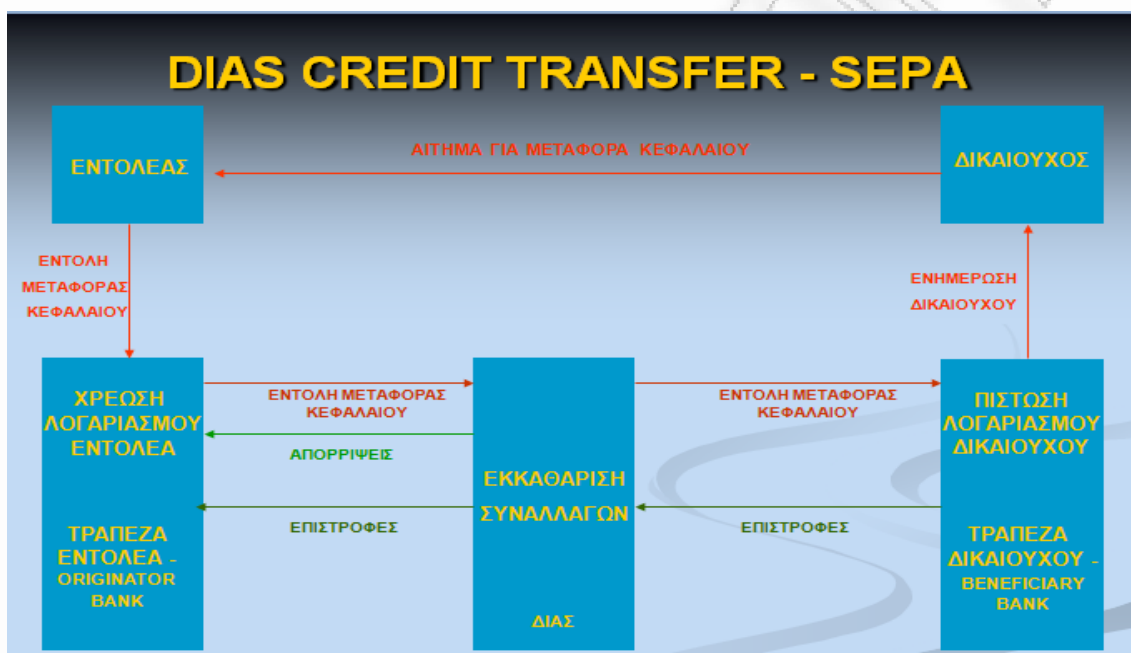 DIAS CREDIT TRANSFER - SEPA
ΕΝΤΟΛΕΑΣ
ΑΙΤΗΜΑ ΓΙΑ ΜΕΤΑΦΟΡΑ ΚΕΦΑΛΑΙΟΥ
ΔΙΚΑΙΟΥΧΟΣ
ΕΝΤΟΛΗ
ΜΕΤΑΦΟΡΑΣ
ΚΕΦΑΛΑΙΟΥ
ΕΝΗΜΕΡΩΣΗ
ΔΙΚΑΙΟΥΧΟΥ
ΧΡΕΩΣΗ
ΛΟΓΑΡΙΑΣΜΟΥ
ΕΝΤΟΛΕΑ
ΤΡΑΠΕΖΑ
ΕΝΤΟΛΕΑ -
ORIGINATOR
BANK
ΕΝΤΟΛΗ ΜΕΤΑΦΟΡΑΣ
ΚΕΦΑΛΑΙΟΥ
ΑΠΟΡΡΙΨΕΙΣ
ΕΠΙΣΤΡΟΦΕΣ
ΕΚΚΑΘΑΡΙΣΗ
ΣΥΝΑΛΛΑΓΩΝ
ΔΙΑΣ
ΕΝΤΟΛΗ ΜΕΤΑΦΟΡΑΣ
ΚΕΦΑΛΑΙΟΥ
ΕΠΙΣΤΡΟΦΕΣ
ΠΙΣΤΩΣΗ
ΛΟΓΑΡΙΑΣΜΟΥ
ΔΙΚΑΙΟΥΧΟΥ
ΤΡΑΠΕΖΑ
ΔΙΚΑΙΟΥΧΟΥ -
BENEFICIARY
BANK